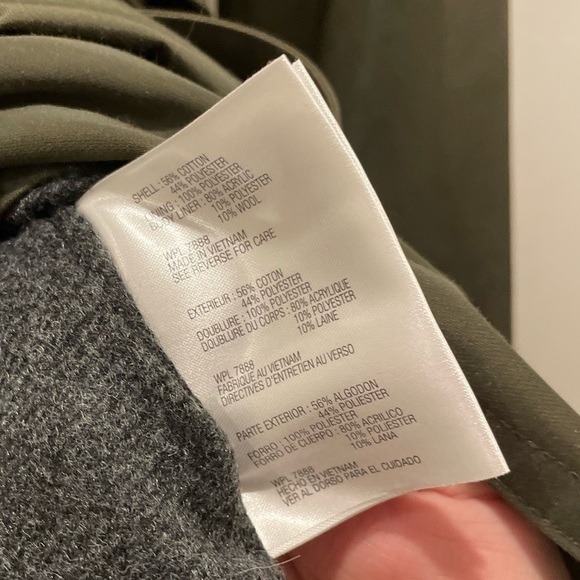 SHELL : 56% COTTON
44% POLYESTER
LINING : 100% POLYESTER
BODY LINER : 80% ACRYLIC
10% POLYESTER
10% WOOL
WPL 7888
MADE IN VIETNAM
SEE REVERSE FOR CARE
EXTERIEUR : 56% COTON
44% POLYESTER
DOUBLURE : 100% POLYESTER
DOUBLURE DU CORPS : 80% ACRYLIQUE
10% POLYESTER
10% LAINE
WPL 7888
FABRIQUE AU VIETNAM
DIRECTIVES D'ENTRETIEN AU VERSO
PARTE EXTERIOR : 56% ALGODON
44% POLIESTER
FORRO : 100% POLIESTER
FORRO DE CUERPO : 80% ACRILICO
10% POLIESTER
10% LANA
WPL 7888
HECHO EN VIETNAM
VER AL DORSO PARA EL CUIDADO